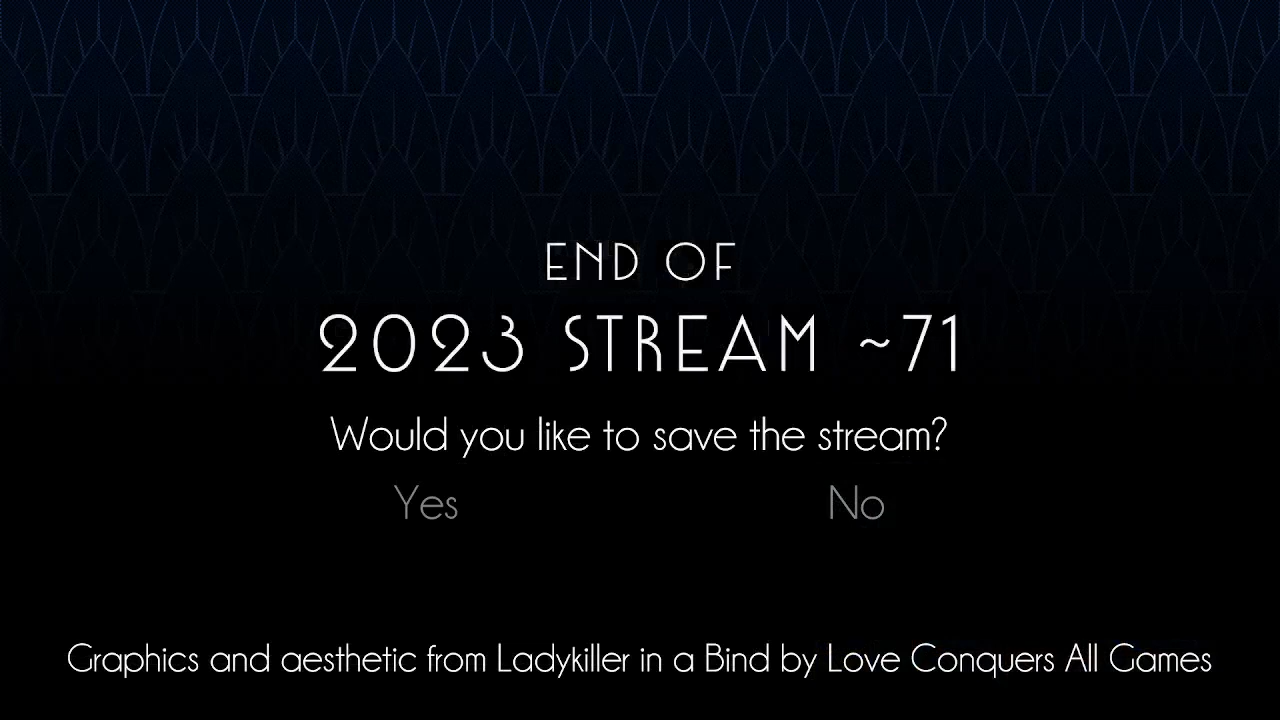 END OF
2023 STREAM ~71
Would you like to save the stream?
Yes No
Graphics and aesthetic from Ladykiller in a Bind by Love Conquers All Games